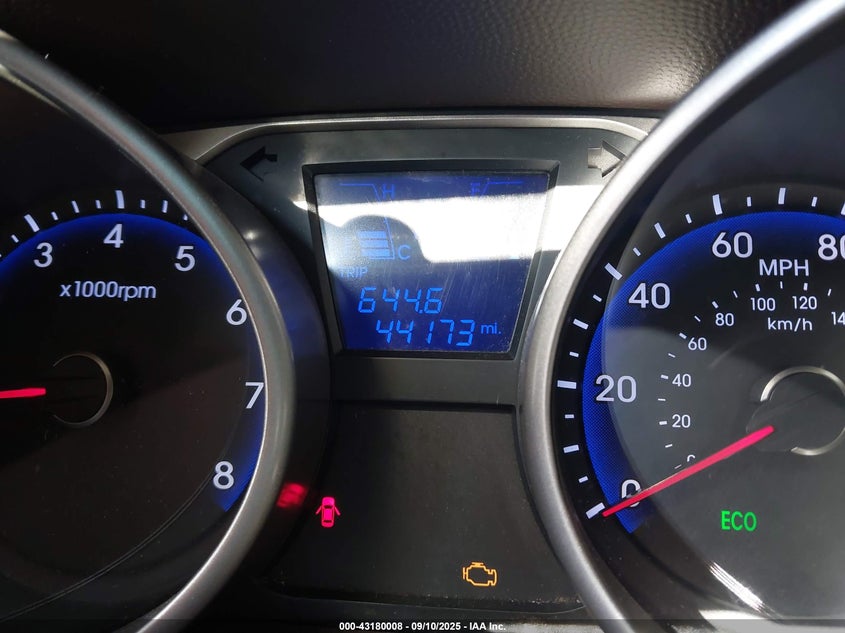 H
C
TRIP
644.6
44173 mi.
3 4 5 6 7 8
x1000rpm
0 20 40 60 80
MPH
20 40 60 80 100 120
km/h
ECO
000-43180008 - 09/10/2025 - IAA Inc.